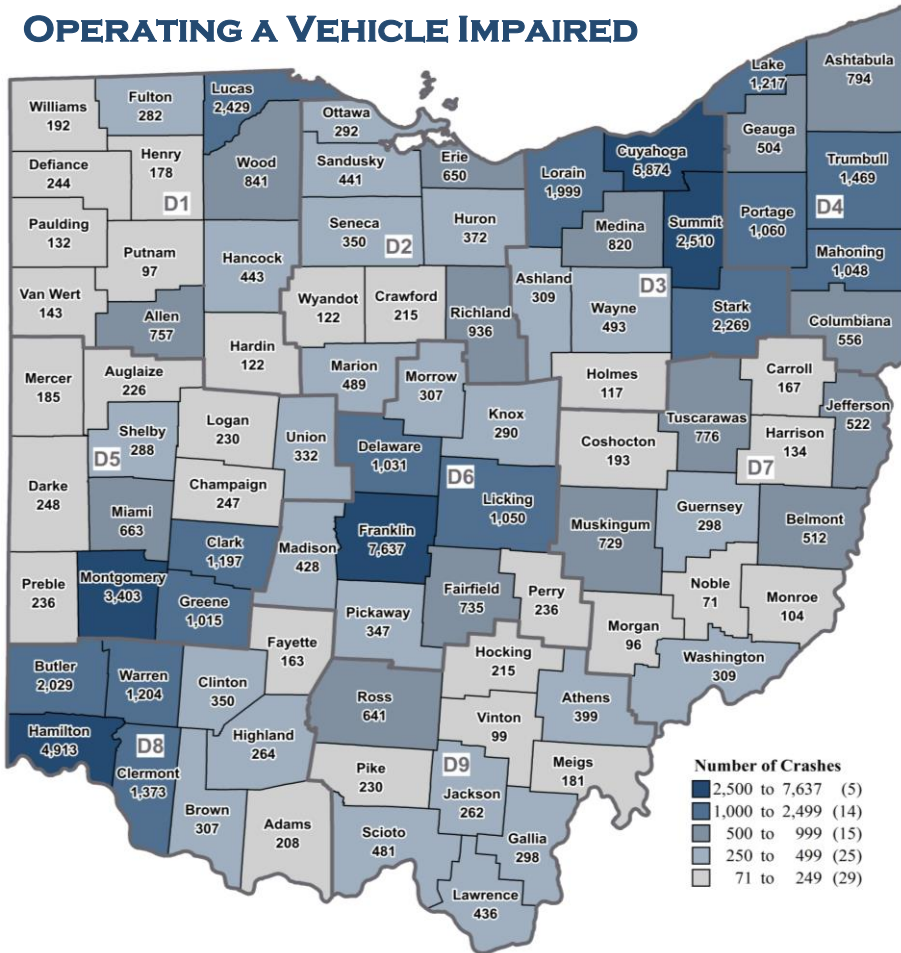 OPERATING A VEHICLE IMPAIRED
Williams
192
Fulton
282
Lucas
2,429
Ottawa
292
Lake
1,217
Ashtabula
794
Defiance
244
Henry
178
D1
Wood
841
Sandusky
441
Erie
650
Lorain
1,999
Cuyahoga
5,874
Geauga
504
Trumbull
1,469
D4
Paulding
132
Putnam
97
Hancock
443
Seneca
350
D2
Huron
372
Medina
820
Summit
2,510
Portage
1,060
Mahoning
1,048
Van Wert
143
Allen
757
Hardin
122
Wyandot
122
Crawford
215
Richland
936
Ashland
309
D3
Wayne
493
Stark
2,269
Columbiana
556
Mercer
185
Auglaize
226
Marion
489
Morrow
307
Knox
290
Holmes
117
Carroll
167
Jefferson
522
Tuscarawas
776
Harrison
134
D7
Coshocton
193
Logan
230
Union
332
Delaware
1,031
D6
Licking
1,050
Shelby
288
D5
Darke
248
Champaign
247
Miami
663
Clark
1,197
Madison
428
Franklin
7,637
Muskingum
729
Guernsey
298
Belmont
512
Preble
236
Montgomery
3,403
Greene
1,015
Fayette
163
Pickaway
347
Fairfield
735
Perry
236
Morgan
96
Noble
71
Monroe
104
Washington
309
Butler
2,029
Warren
1,204
Clinton
350
Ross
641
Hocking
215
Athens
399
Vinton
99
Hamilton
4,913
D8
Clermont
1,373
Highland
264
Pike
230
D9
Jackson
262
Meigs
181
Brown
307
Adams
208
Scioto
481
Gallia
298
Lawrence
436
Number of Crashes
2,500 to 7,637 (5)
1,000 to 2,499 (14)
500 to 999 (15)
250 to 499 (25)
71 to 249 (29)